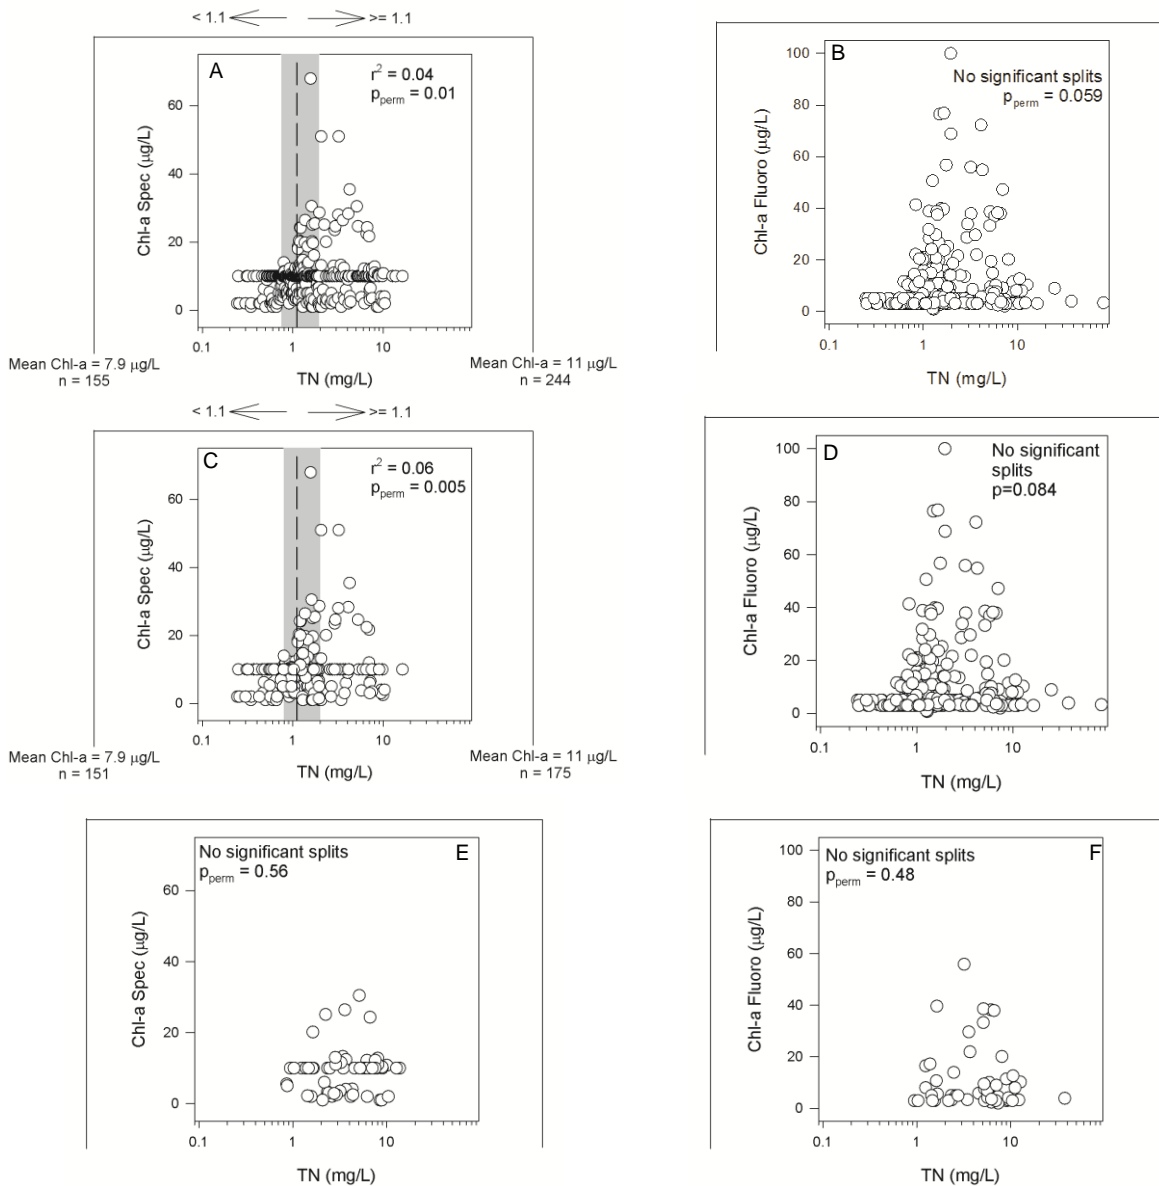 < 1.1 >= 1.1
A
r² = 0.04
p_perm = 0.01
60
40
20
0
Chl-a Spec (µg/L)
0.1 1 10
TN (mg/L)
Mean Chl-a = 7.9 µg/L
n = 155
Mean Chl-a = 11 µg/L
n = 244
B
No significant splits
p_perm = 0.059
100
80
60
40
20
0
Chl-a Fluoro (µg/L)
0.1 1 10
TN (mg/L)
< 1.1 >= 1.1
C
r² = 0.06
p_perm = 0.005
60
40
20
0
Chl-a Spec (µg/L)
0.1 1 10
TN (mg/L)
Mean Chl-a = 7.9 µg/L
n = 151
Mean Chl-a = 11 µg/L
n = 175
D
No significant
splits
p=0.084
100
80
60
40
20
0
Chl-a Fluoro (µg/L)
0.1 1 10
TN (mg/L)
E
No significant splits
p_perm = 0.56
60
40
20
0
Chl-a Spec (µg/L)
0.1 1 10
TN (mg/L)
F
No significant splits
p_perm = 0.48
100
80
60
40
20
0
Chl-a Fluoro (µg/L)
0.1 1 10
TN (mg/L)